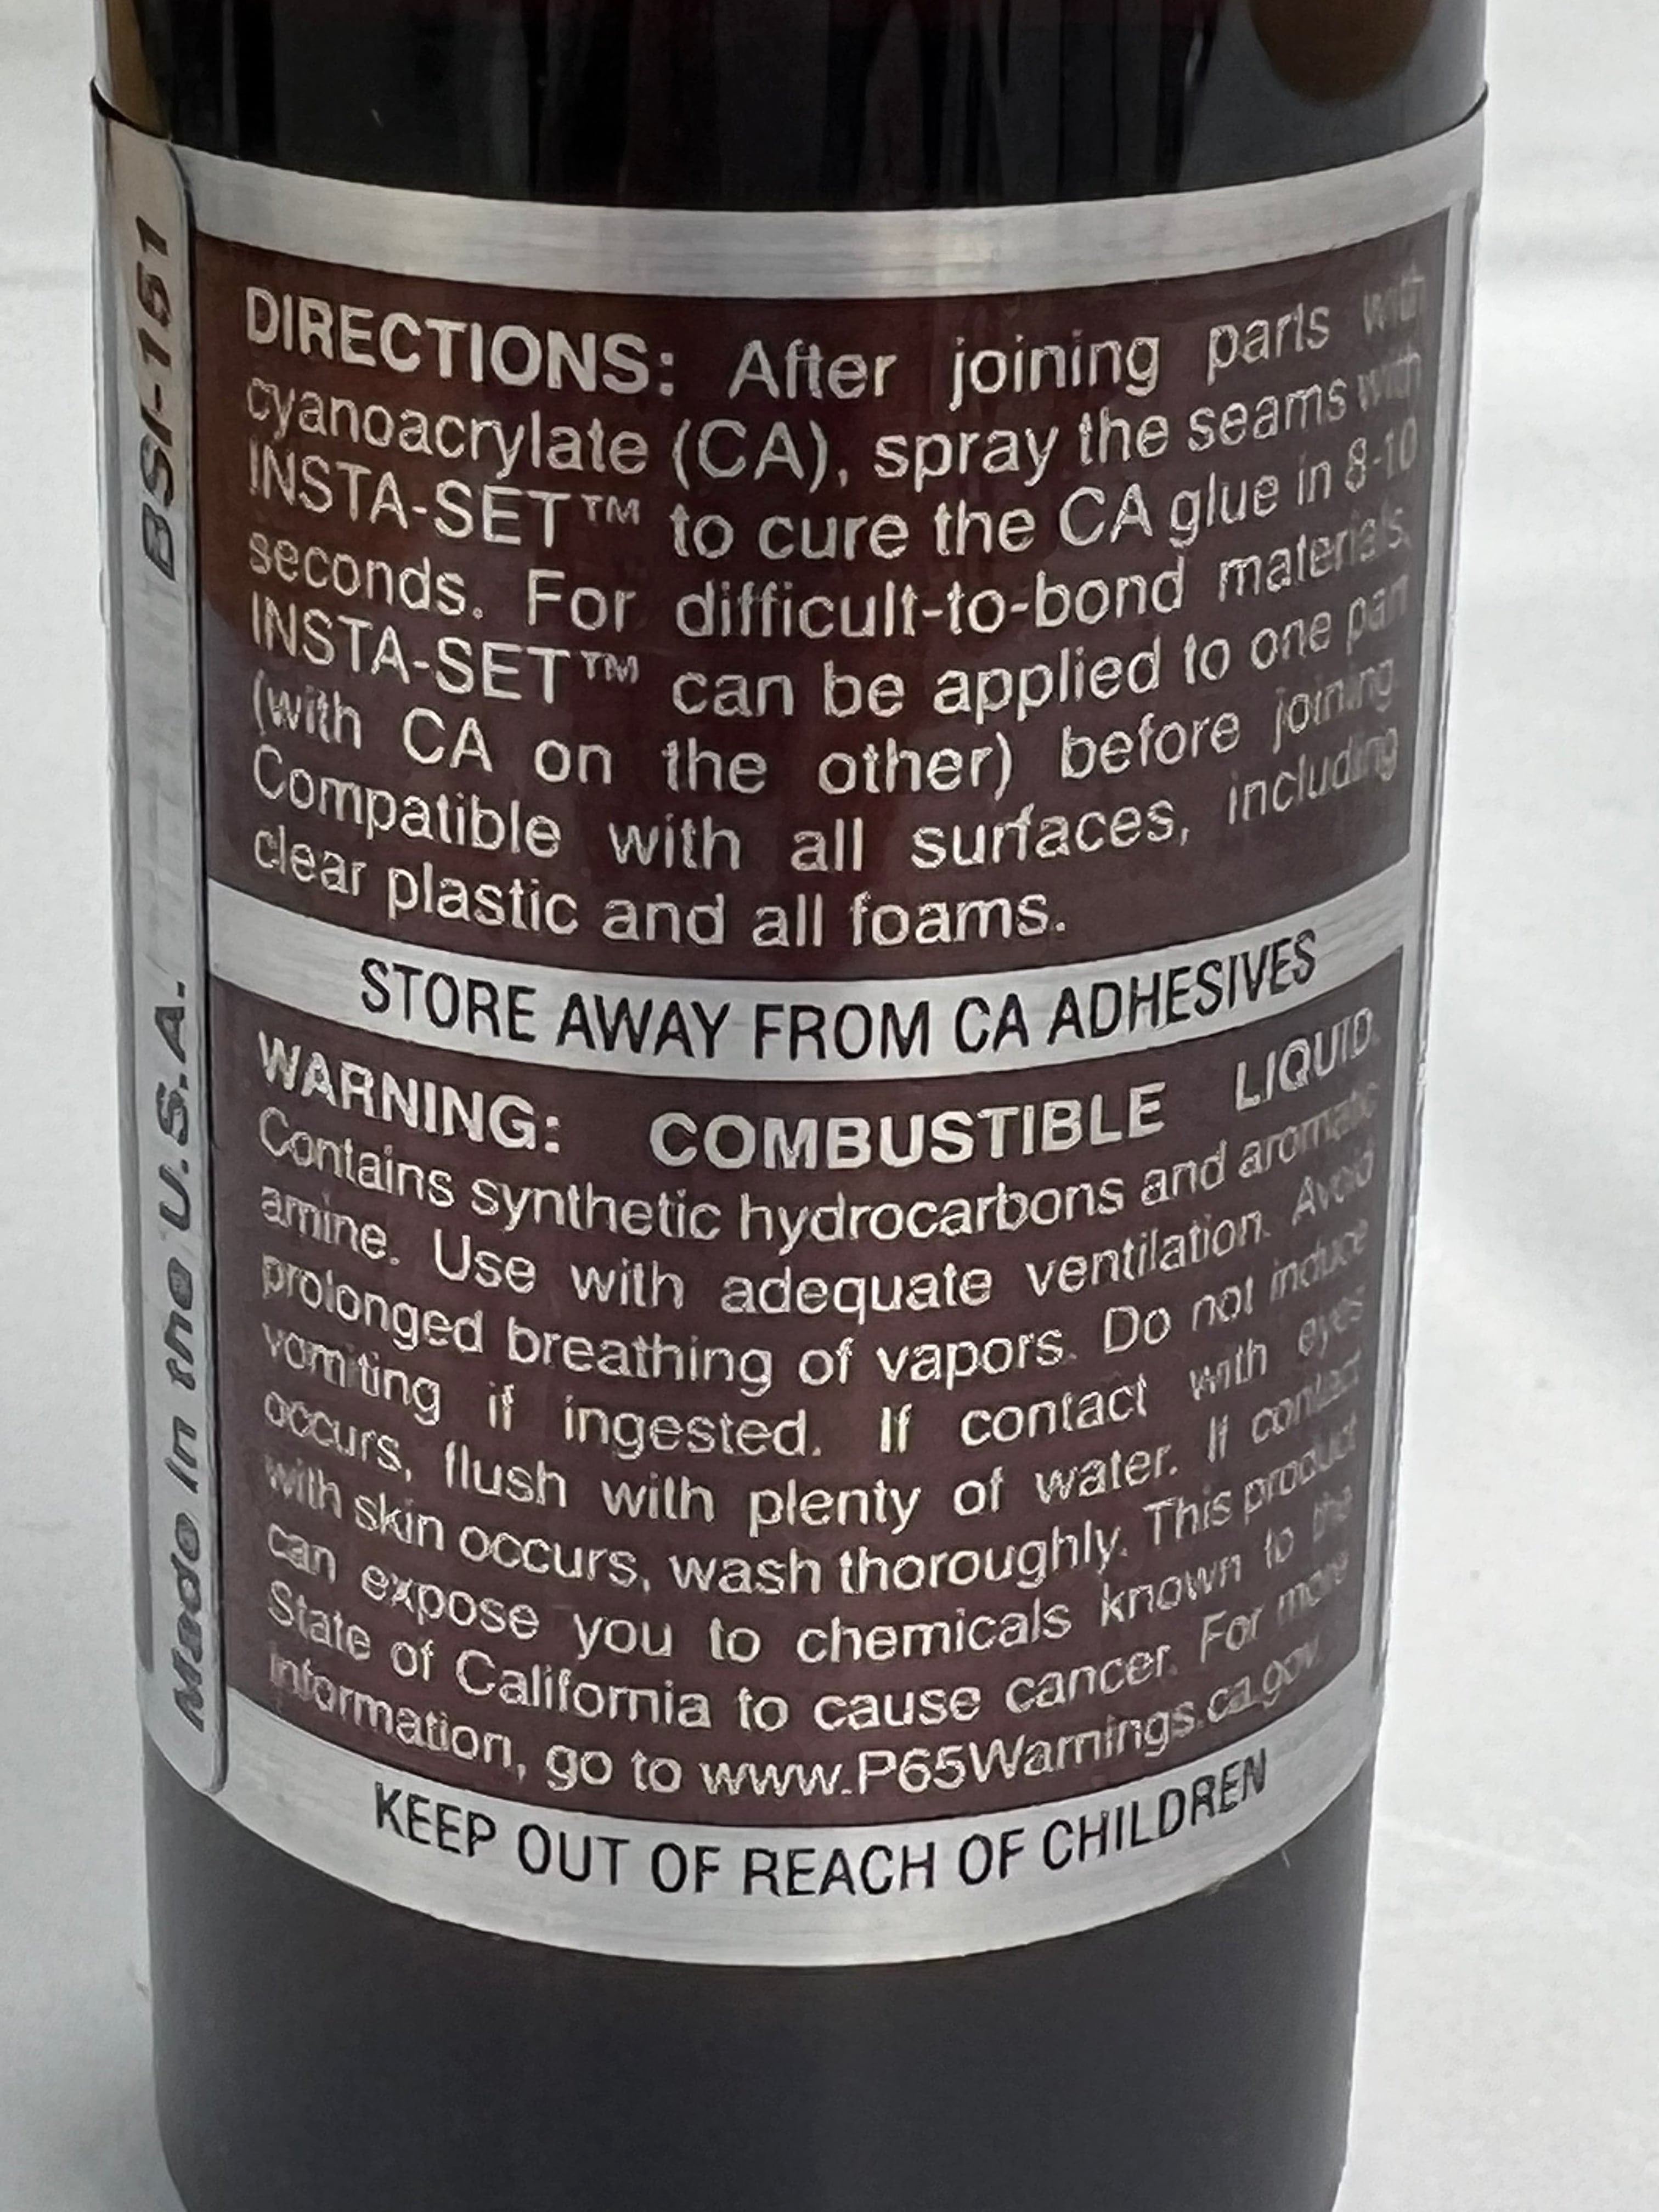 BSI-151
Made in the U.S.A.
DIRECTIONS: After joining parts with
cyanoacrylate (CA), spray the seams with
INSTA-SET™ to cure the CA glue in 8-10
seconds. For difficult-to-bond materials,
INSTA-SET™ can be applied to one part
(with CA on the other) before joining
Compatible with all surfaces, including
clear plastic and all foams.
STORE AWAY FROM CA ADHESIVES
WARNING: COMBUSTIBLE LIQUID.
Contains synthetic hydrocarbons and aromatic
amine. Use with adequate ventilation. Avoid
prolonged breathing of vapors. Do not induce
vomiting if ingested. If contact with eyes
occurs, flush with plenty of water. If contact
with skin occurs, wash thoroughly. This product
can expose you to chemicals known to the
State of California to cause cancer. For more
information, go to www.P65Warnings.ca.gov.
KEEP OUT OF REACH OF CHILDREN